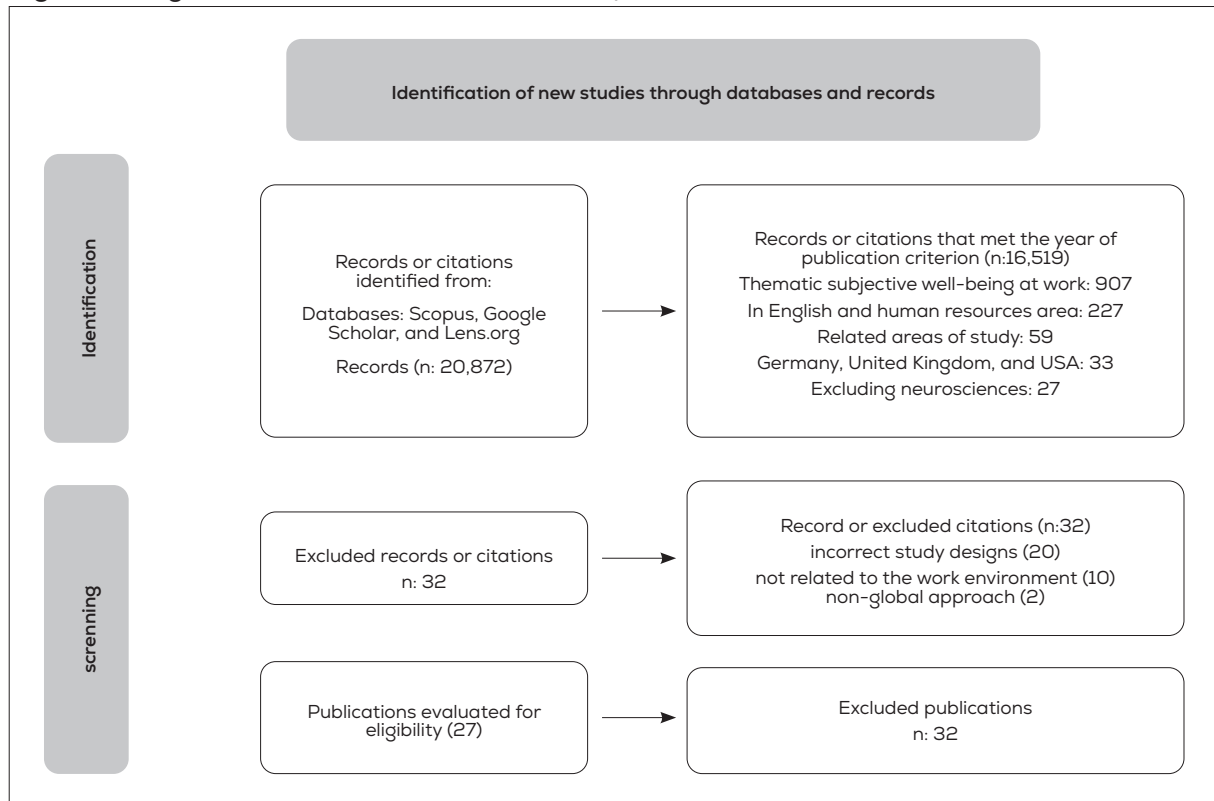 Identification of new studies through databases and records
Identification
Records or citations
identified from:
Databases: Scopus, Google
Scholar, and Lens.org
Records (n: 20,872)
Records or citations that met the year of
publication criterion (n:16,519)
Thematic subjective well-being at work: 907
In English and human resources area: 227
Related areas of study: 59
Germany, United Kingdom, and USA: 33
Excluding neurosciences: 27
screnning
Excluded records or citations
n: 32
Record or excluded citations (n:32)
incorrect study designs (20)
not related to the work environment (10)
non-global approach (2)
Publications evaluated for
eligibility (27)
Excluded publications
n: 32